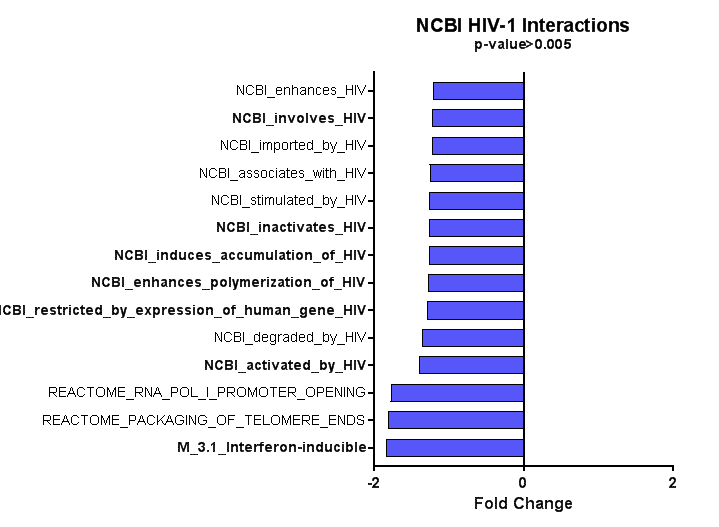 NCBI HIV-1 Interactions
p-value>0.005
NCBI_enhances_HIV
NCBI_involves_HIV
NCBI_imported_by_HIV
NCBI_associates_with_HIV
NCBI_stimulated_by_HIV
NCBI_inactivates_HIV
NCBI_induces_accumulation_of_HIV
NCBI_enhances_polymerization_of_HIV
CBI_restricted_by_expression_of_human_gene_HIV
NCBI_degraded_by_HIV
NCBI_activated_by_HIV
REACTOME_RNA_POL_I_PROMOTER_OPENING
REACTOME_PACKAGING_OF_TELOMERE_ENDS
M_3.1_Interferon-inducible
-2 0 2
Fold Change